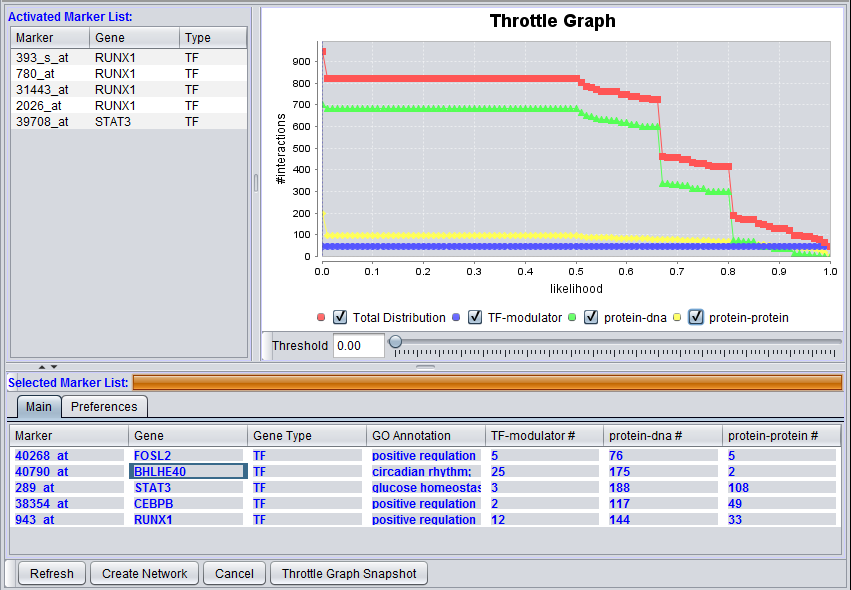 Activated Marker List:
Marker Gene Type
393_s_at RUNX1 TF
780_at RUNX1 TF
31443_at RUNX1 TF
2026_at RUNX1 TF
39708_at STAT3 TF
Throttle Graph
#interactions
900
800
700
600
500
400
300
200
100
0
0.0 0.1 0.2 0.3 0.4 0.5 0.6 0.7 0.8 0.9 1.0
likelihood
Total Distribution TF-modulator protein-dna protein-protein
Threshold 0.00
Selected Marker List:
Main Preferences
Marker Gene Gene Type GO Annotation TF-modulator # protein-dna # protein-protein #
40268_at FOSL2 TF positive regulation 5 76 5
40790_at BHLHE40 TF circadian rhythm; 25 175 2
289_at STAT3 TF glucose homeostas 3 188 108
38354_at CEBPB TF positive regulation 2 117 49
943_at RUNX1 TF positive regulation 12 144 33
Refresh Create Network Cancel Throttle Graph Snapshot